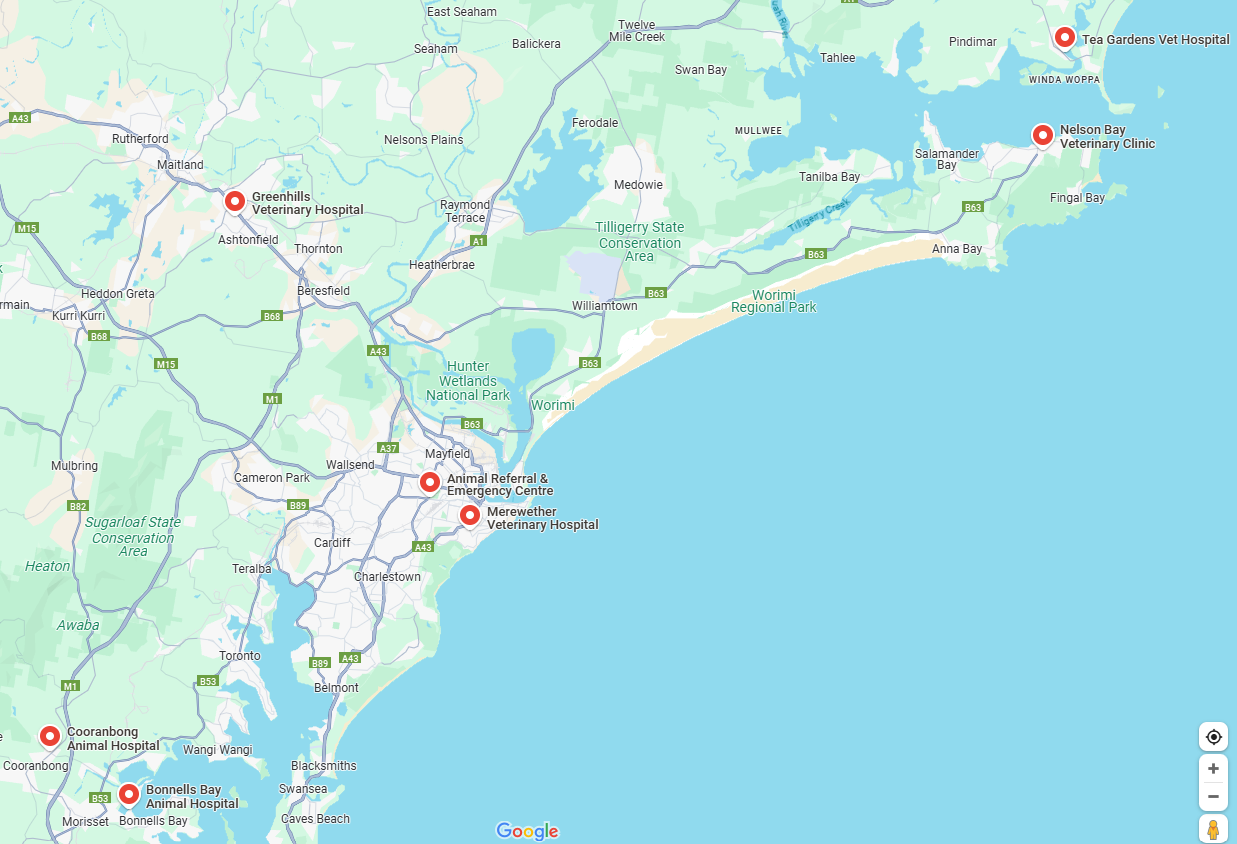 East Seaham
Twelve
Mile Creek
Pindimar
Tea Gardens Vet Hospital
Seaham
Balickera
Tahlee
Swan Bay
WINDA WOPPA
A43
Ferodale
MULLWEE
Nelson Bay
Veterinary Clinic
Rutherford
Nelsons Plains
Maitland
Salamander
Bay
Medowie
Tanilba Bay
Greenhills
Veterinary Hospital
Raymond
Terrace
Fingal Bay
B63
Tilligerry Creek
M15
Tilligerry State
Conservation
Area
Ashtonfield
Thornton
A1
Anna Bay
B63
Heatherbrae
Heddon Greta
Beresfield
B63
Worimi
Regional Park
rmain
Kurri Kurri
B68
Williamtown
B68
A43
M15
B63
Hunter
Wetlands
National Park
M1
Worimi
B63
A37
Mayfield
Mulbring
Wallsend
Cameron Park
Animal Referral &
Emergency Centre
B82
B89
Merewether
Veterinary Hospital
Sugarloaf State
Conservation
Area
Cardiff
A43
Heaton
Teralba
Charlestown
Awaba
Toronto
B89
A43
B53
M1
Belmont
Cooranbong
Animal Hospital
Wangi Wangi
Cooranbong
Blacksmiths
Bonnells Bay
Animal Hospital
B53
Swansea
Morisset
Bonnells Bay
Caves Beach
Google